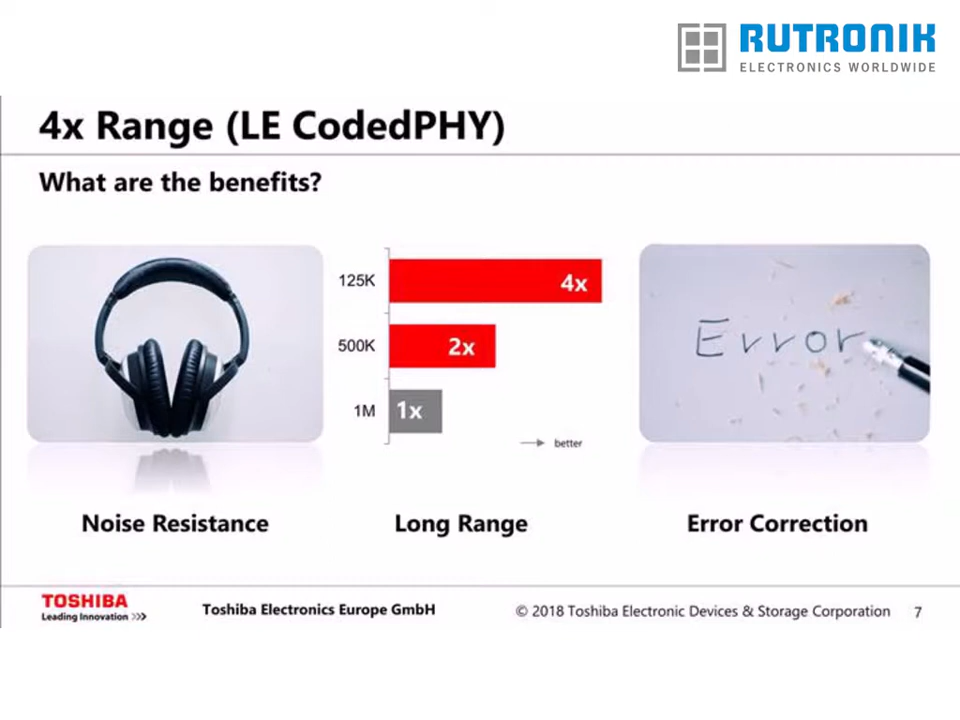 RUTRONIK
ELECTRONICS WORLDWIDE
4x Range (LE CodedPHY)
What are the benefits?
125K
4x
500K
2x
1M
1x
better
Error
Noise Resistance
Long Range
Error Correction
TOSHIBA
Leading Innovation >>>
Toshiba Electronics Europe GmbH
© 2018 Toshiba Electronic Devices & Storage Corporation
7